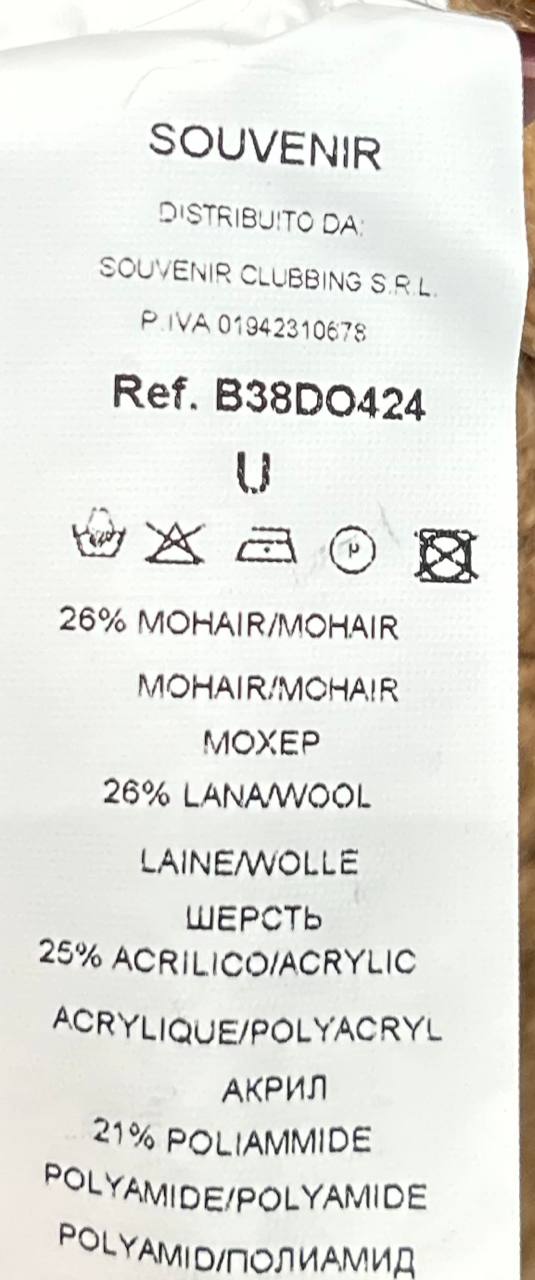 SOUVENIR
DISTRIBUITO DA:
SOUVENIR CLUBBING S.R.L.
P.IVA 01942310678
Ref. B38DO424
U
P
26% MOHAIR/MOHAIR
MOHAIR/MOHAIR
МОХЕР
26% LANA/WOOL
LAINE/WOLLE
ШЕРСТЬ
25% ACRILICO/ACRYLIC
ACRYLIQUE/POLYACRYL
АКРИЛ
21% POLIAMMIDE
POLYAMIDE/POLYAMIDE
POLYAMID/ПОЛИАМИД